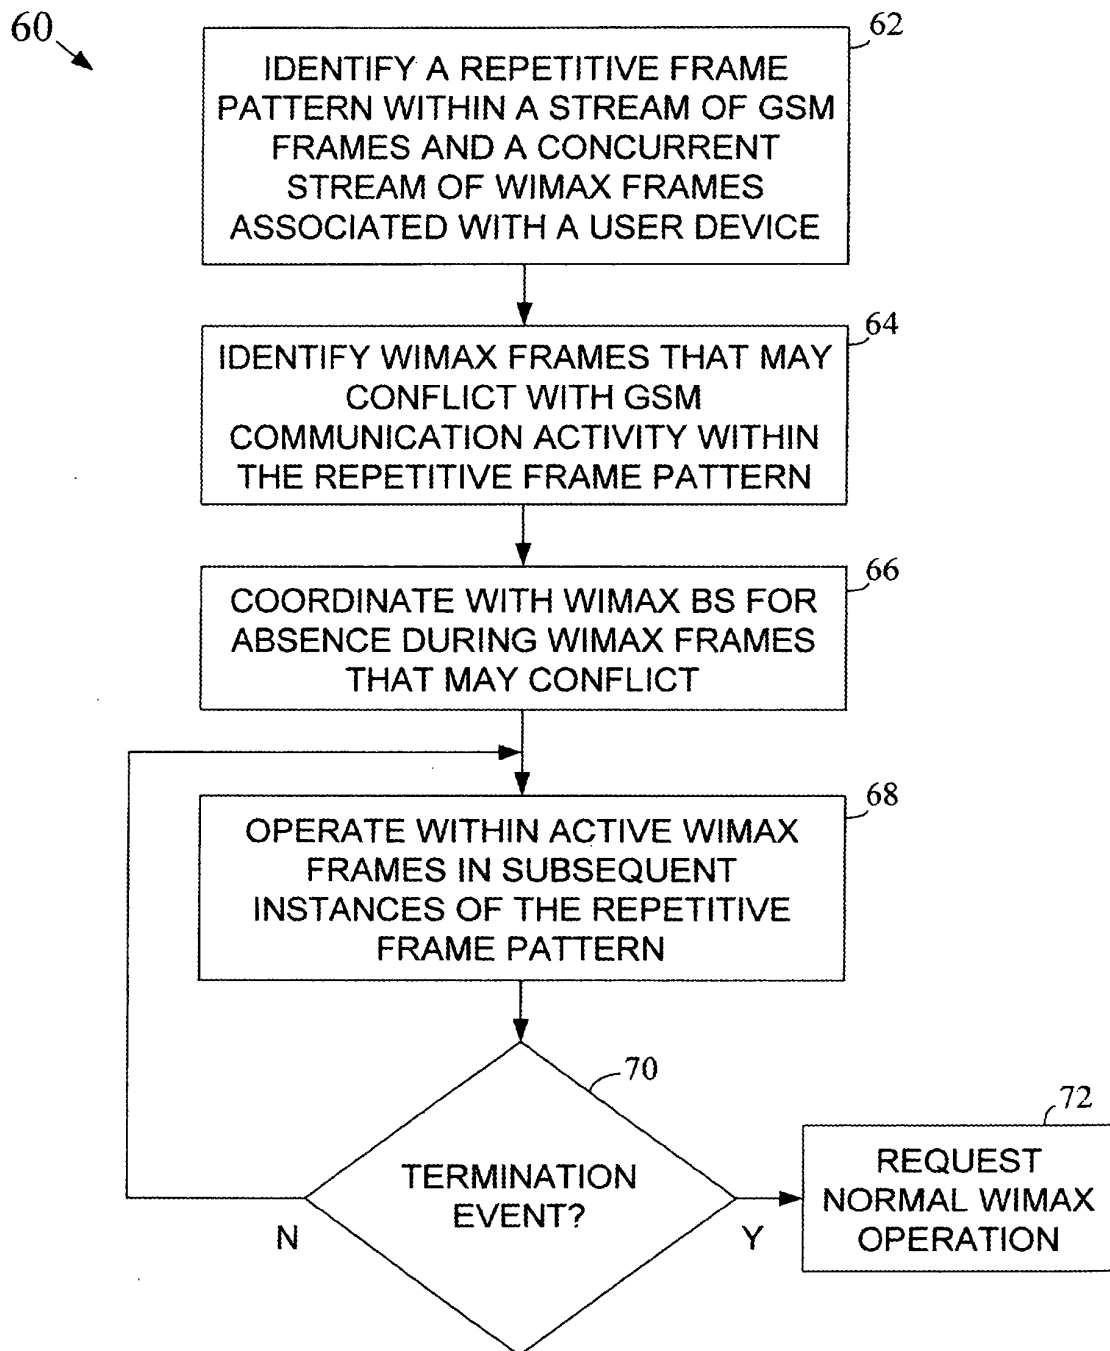 60
62
IDENTIFY A REPETITIVE FRAME
PATTERN WITHIN A STREAM OF GSM
FRAMES AND A CONCURRENT
STREAM OF WIMAX FRAMES
ASSOCIATED WITH A USER DEVICE
64
IDENTIFY WIMAX FRAMES THAT MAY
CONFLICT WITH GSM
COMMUNICATION ACTIVITY WITHIN
THE REPETITIVE FRAME PATTERN
66
COORDINATE WITH WIMAX BS FOR
ABSENCE DURING WIMAX FRAMES
THAT MAY CONFLICT
68
OPERATE WITHIN ACTIVE WIMAX
FRAMES IN SUBSEQUENT
INSTANCES OF THE REPETITIVE
FRAME PATTERN
70
TERMINATION
EVENT?
N
Y
72
REQUEST
NORMAL WIMAX
OPERATION